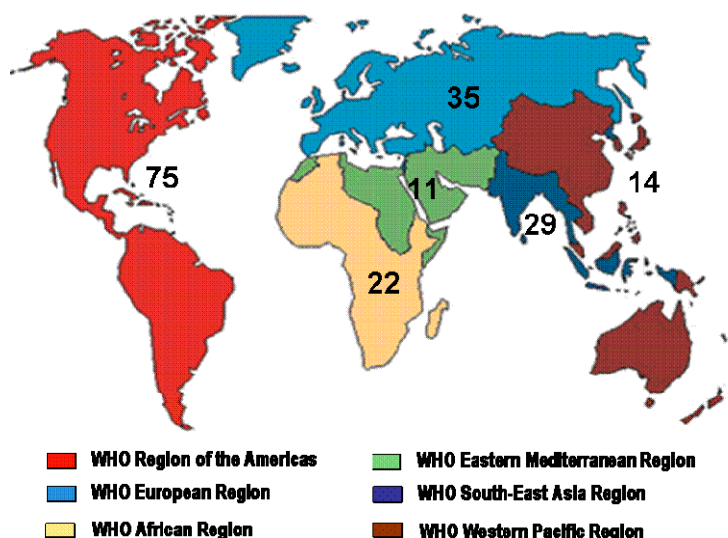 35
75
11
14
29
22
WHO Region of the Americas
WHO Eastern Mediterranean Region
WHO European Region
WHO South-East Asia Region
WHO African Region
WHO Western Pacific Region